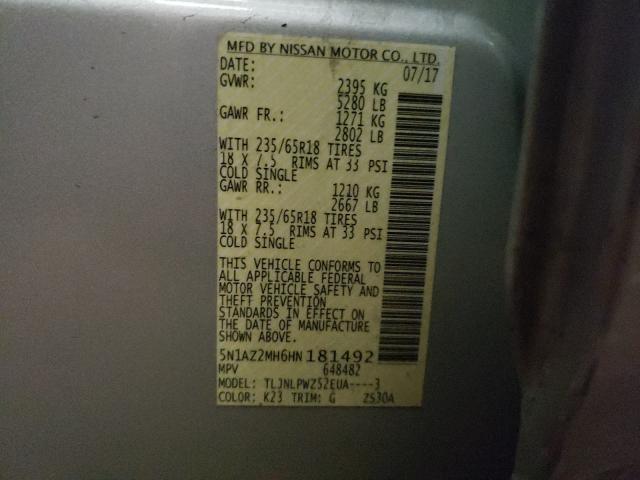 MFD BY NISSAN MOTOR CO., LTD.
DATE: 07/17
GVWR: 2395 KG
5280 LB
GAWR FR.: 1271 KG
2802 LB
WITH 235/65R18 TIRES
18 X 7.5 RIMS AT 33 PSI
COLD SINGLE
GAWR RR.: 1210 KG
2667 LB
WITH 235/65R18 TIRES
18 X 7.5 RIMS AT 33 PSI
COLD SINGLE
THIS VEHICLE CONFORMS TO
ALL APPLICABLE FEDERAL
MOTOR VEHICLE SAFETY AND
THEFT PREVENTION
STANDARDS IN EFFECT ON
THE DATE OF MANUFACTURE
SHOWN ABOVE.
5N1AZ2MH6HN 181492
MPV 648482
MODEL: TLJNLPWZ52EUA----3
COLOR: K23 TRIM: G ZS30A